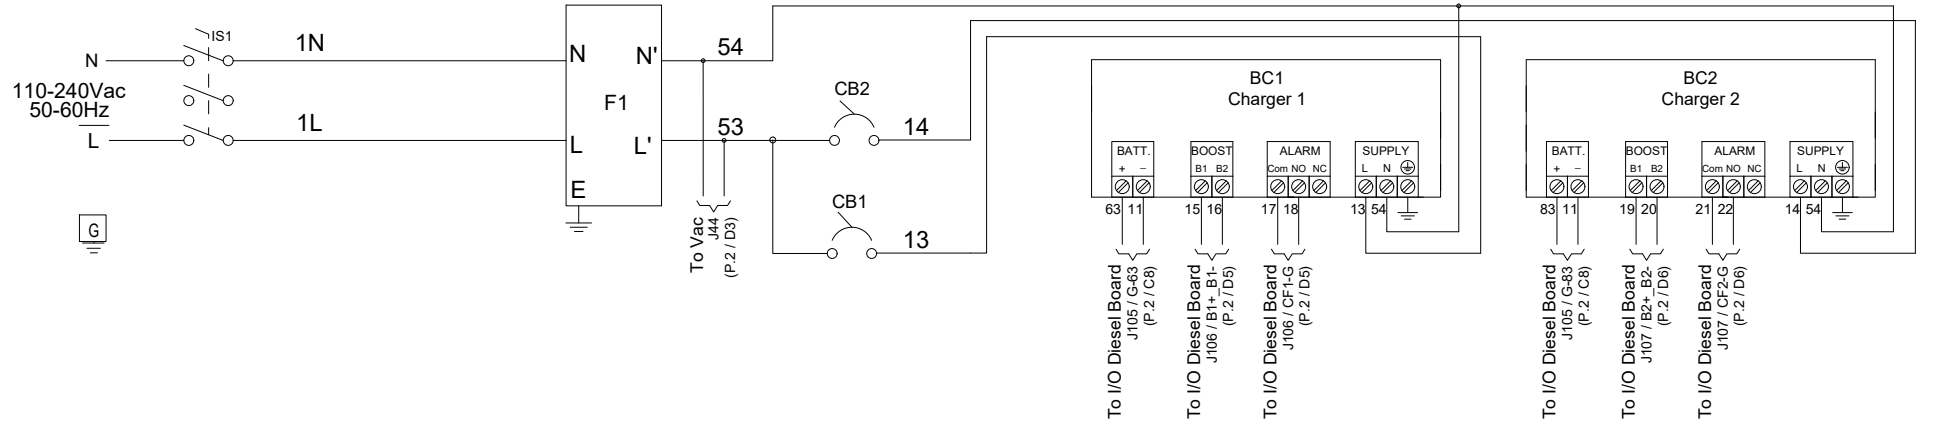 IS1
N
110-240Vac
50-60Hz
L
1N
1L
N
N'
F1
L
L'
E
54
53
To Vac
J44
(P.2 / D3)
CB2
14
CB1
13
G
BC1
Charger 1
BATT.
+ −
63 11
To I/O Diesel Board
J105 / G-63
(P.2 / C8)
BOOST
B1 B2
15 16
To I/O Diesel Board
J106 / B1+_B1-
(P.2 / D5)
ALARM
Com NO NC
17 18
To I/O Diesel Board
J106 / CF1-G
(P.2 / D5)
SUPPLY
L N
13 54
BC2
Charger 2
BATT.
+ −
83 11
To I/O Diesel Board
J105 / G-83
(P.2 / C8)
BOOST
B1 B2
19 20
To I/O Diesel Board
J107 / B2+_B2-
(P.2 / D6)
ALARM
Com NO NC
21 22
To I/O Diesel Board
J107 / CF2-G
(P.2 / D6)
SUPPLY
L N
14 54